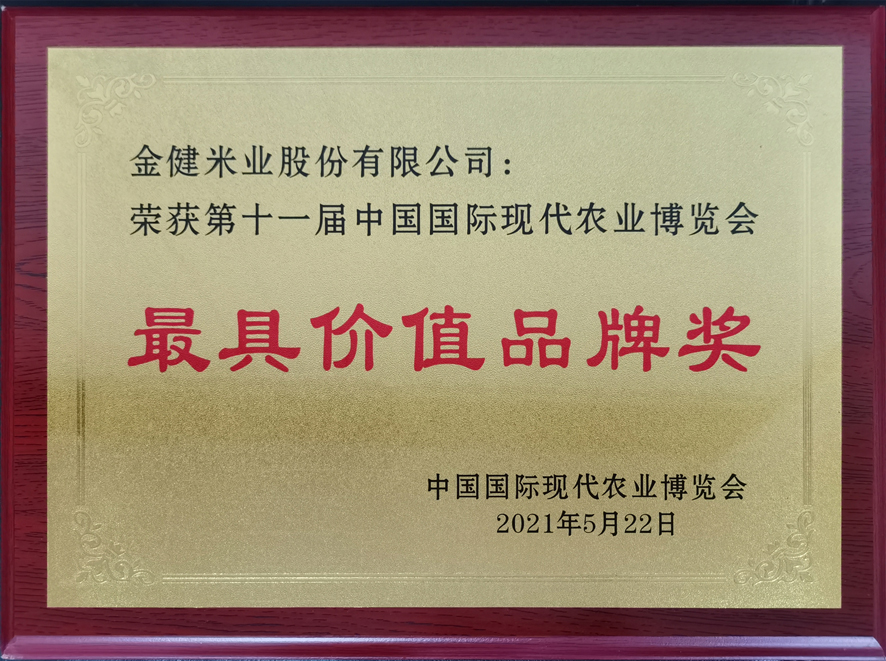 金健米业股份有限公司：
荣获第十一届中国国际现代农业博览会
最具价值品牌奖
中国国际现代农业博览会
2021年5月22日